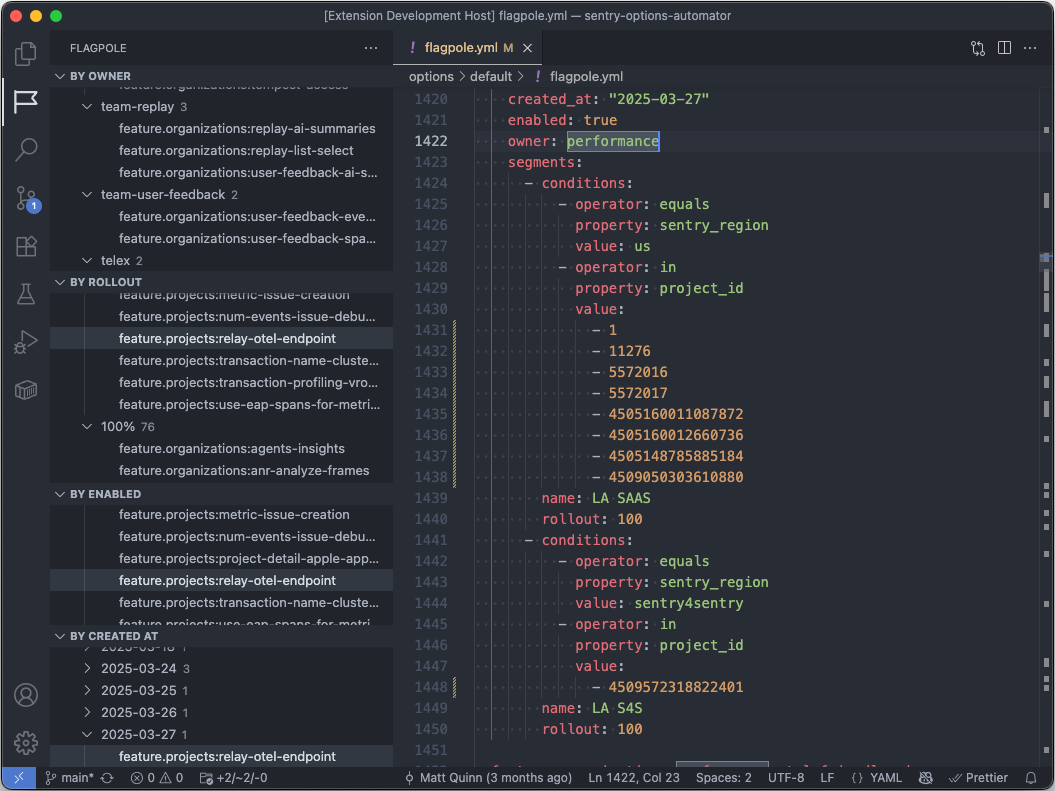 [Extension Development Host] flagpole.yml — sentry-options-automator
FLAGPOLE ···
! flagpole.yml M ×
options > default > ! flagpole.yml
BY OWNER
feature.organizations:tempest-access
team-replay 3
feature.organizations:replay-ai-summaries
feature.organizations:replay-list-select
feature.organizations:user-feedback-ai-s...
team-user-feedback 2
feature.organizations:user-feedback-eve...
feature.organizations:user-feedback-spa...
telex 2
BY ROLLOUT
feature.projects:metric-issue-creation
feature.projects:num-events-issue-debu...
feature.projects:relay-otel-endpoint
feature.projects:transaction-name-cluste...
feature.projects:transaction-profiling-vro...
feature.projects:use-eap-spans-for-metri...
100% 76
feature.organizations:agents-insights
feature.organizations:anr-analyze-frames
BY ENABLED
feature.projects:metric-issue-creation
feature.projects:num-events-issue-debu...
feature.projects:project-detail-apple-app...
feature.projects:relay-otel-endpoint
feature.projects:transaction-name-cluste...
feature.projects:use-eap-spans-for-metri...
BY CREATED AT
2025-03-18 1
2025-03-24 3
2025-03-25 1
2025-03-26 1
2025-03-27 1
feature.projects:relay-otel-endpoint
1
1420 created_at: "2025-03-27"
1421 enabled: true
1422 owner: performance
1423 segments:
1424 - conditions:
1425 - operator: equals
1426 property: sentry_region
1427 value: us
1428 - operator: in
1429 property: project_id
1430 value:
1431 - 1
1432 - 11276
1433 - 5572016
1434 - 5572017
1435 - 4505160011087872
1436 - 4505160012660736
1437 - 4505148785885184
1438 - 4509050303610880
1439 name: LA SAAS
1440 rollout: 100
1441 - conditions:
1442 - operator: equals
1443 property: sentry_region
1444 value: sentry4sentry
1445 - operator: in
1446 property: project_id
1447 value:
1448 - 4509572318822401
1449 name: LA S4S
1450 rollout: 100
1451
main* 0 0 +2/~2/-0 Matt Quinn (3 months ago) Ln 1422, Col 23 Spaces: 2 UTF-8 LF {} YAML Prettier